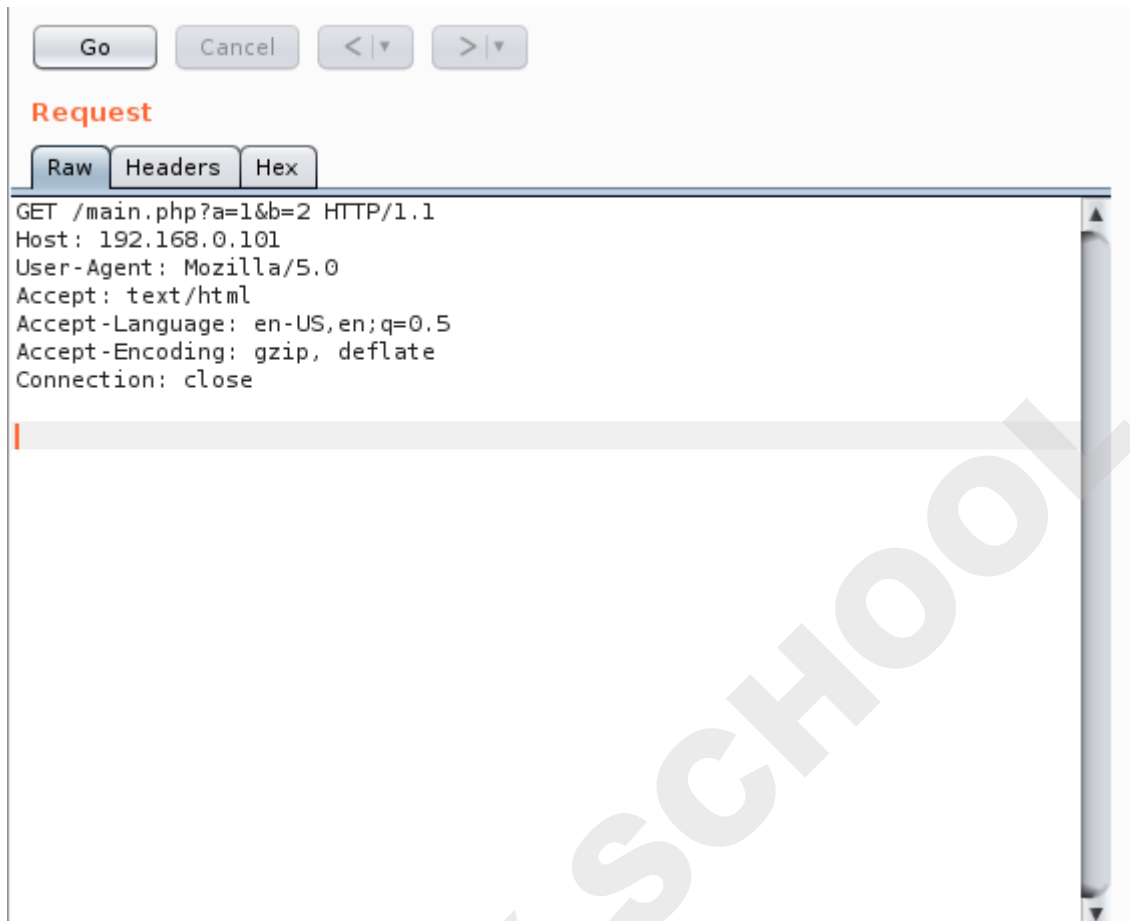 Go Cancel < >
Request
Raw Headers Hex
GET /main.php?a=1&b=2 HTTP/1.1
Host: 192.168.0.101
User-Agent: Mozilla/5.0
Accept: text/html
Accept-Language: en-US,en;q=0.5
Accept-Encoding: gzip, deflate
Connection: close
SCHOOL